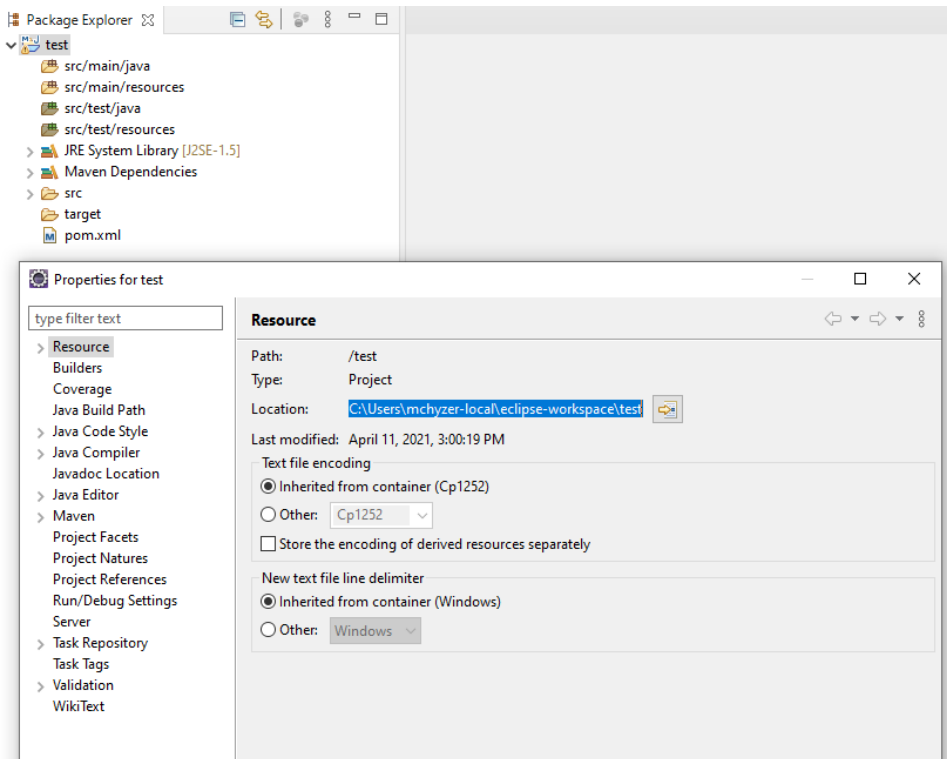 Package Explorer
test
src/main/java
src/main/resources
src/test/java
src/test/resources
JRE System Library [J2SE-1.5]
Maven Dependencies
src
target
pom.xml
Properties for test
type filter text
Resource
Builders
Coverage
Java Build Path
Java Code Style
Java Compiler
Javadoc Location
Java Editor
Maven
Project Facets
Project Natures
Project References
Run/Debug Settings
Server
Task Repository
Task Tags
Validation
WikiText
Resource
Path: /test
Type: Project
Location: C:\Users\mchyzer-local\eclipse-workspace\test
Last modified: April 11, 2021, 3:00:19 PM
Text file encoding
Inherited from container (Cp1252)
Other: Cp1252
Store the encoding of derived resources separately
New text file line delimiter
Inherited from container (Windows)
Other: Windows